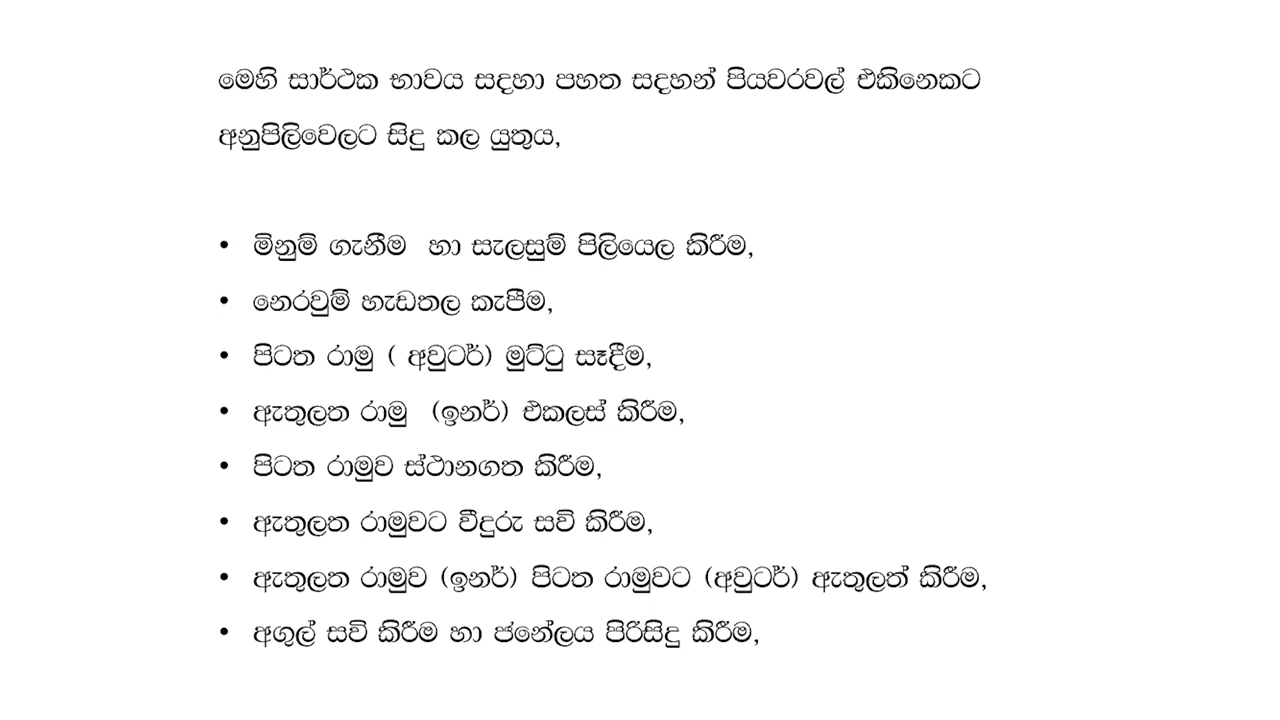 මෙහි සාර්ථක භාවය සදහා පහත සදහන් පියවරවල් එකිනෙකට
අනුපිලිවෙලට සිදු කල යුතුය,
• මිනුම් ගැනීම හා සැලසුම් පිලියෙල කිරීම,
• නෙරවුම් හැඩතල කැපීම,
• පිටත රාමු ( අවුටර්) මුට්ටු සෑදීම,
• ඇතුලත රාමු (ඉනර්) එකලස් කිරීම,
• පිටත රාමුව ස්ථානගත කිරීම,
• ඇතුලත රාමුවට වීදුරු සවි කිරීම,
• ඇතුලත රාමුව (ඉනර්) පිටත රාමුවට (අවුටර්) ඇතුලත් කිරීම,
• අගුල් සවි කිරීම හා ජනේලය පිරිසිදු කිරීම,